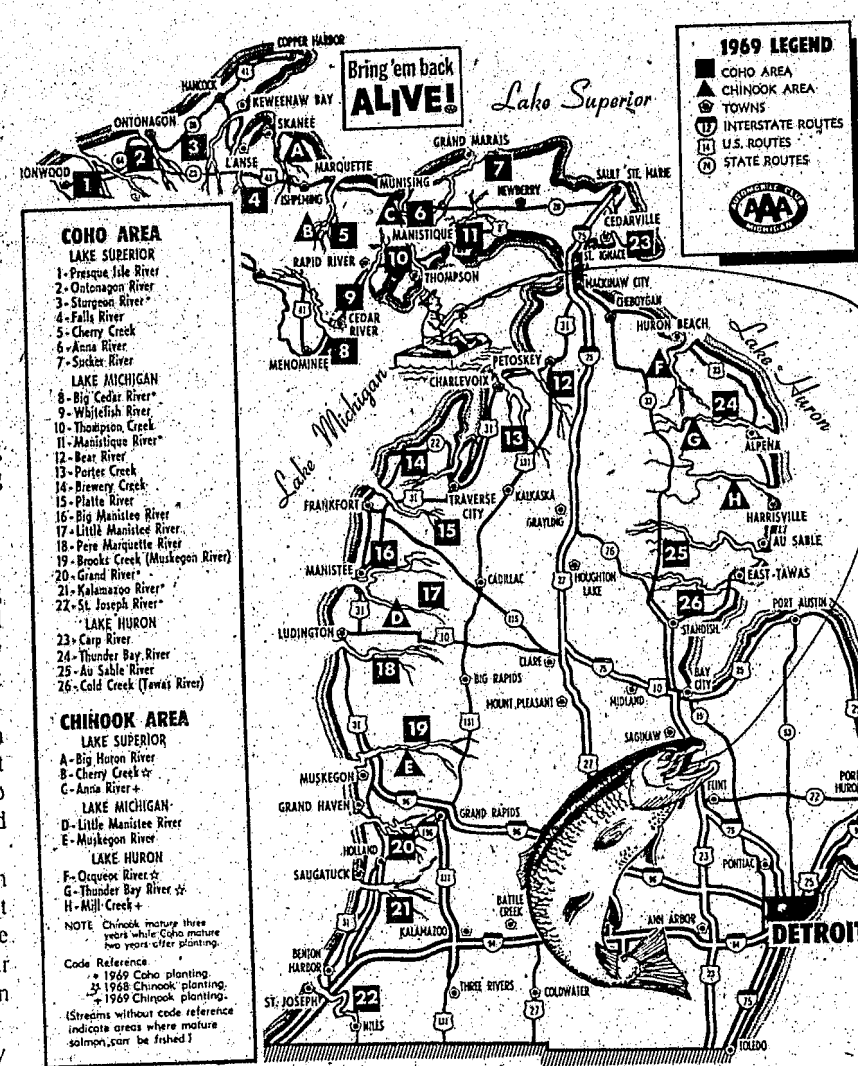 COPPER HARBOR
HANCOCK
KEWEENAW BAY
SKANEE
ONTONAGON
L'ANSE
IRONWOOD
ISHPEMING
MARQUETTE
Bring 'em back
ALIVE!
Lake Superior
GRAND MARAIS
MUNISING
NEWBERRY
SAULT STE. MARIE
CEDARVILLE
ST. IGNACE
MANISTIQUE
THOMPSON
RAPID RIVER
CEDAR
RIVER
MENOMINEE
1969 LEGEND
COHO AREA
CHINOOK AREA
TOWNS
INTERSTATE ROUTES
U.S. ROUTES
STATE ROUTES
AUTOMOBILE CLUB
AAA
MICHIGAN
COHO AREA
LAKE SUPERIOR
1-Presque Isle River
2-Ontonagon River
3-Sturgeon River*
4-Falls River
5-Cherry Creek
6-Anna River
7-Sucker River
LAKE MICHIGAN
8-Big Cedar River*
9-Whitefish River
10-Thompson Creek
11-Manistique River*
12-Bear River
13-Porter Creek
14-Brewery Creek
15-Platte River
16-Big Manistee River
17-Little Manistee River
18-Pere Marquette River
19-Brooks Creek (Muskegon River)
20-Grand River*
21-Kalamazoo River*
22-St. Joseph River*
LAKE HURON
23-Carp River
24-Thunder Bay River
25-Au Sable River
26-Cold Creek (Tawas River)
CHINOOK AREA
LAKE SUPERIOR
A-Big Huron River
B-Cherry Creek ☆
C-Anna River +
LAKE MICHIGAN
D-Little Manistee River
E-Muskegon River
LAKE HURON
F-Ocqueoc River ☆
G-Thunder Bay River ☆
H-Mill Creek +
NOTE Chinook mature three
years while Coho mature
two years after planting.
Code Reference
* 1969 Coho planting.
☆ 1968 Chinook planting.
+ 1969 Chinook planting.
(Streams without code reference
indicate areas where mature
salmon can be fished)
MACKINAW CITY
CHEBOYGAN
HURON BEACH
Lake Huron
PETOSKEY
CHARLEVOIX
Lake Michigan
ALPENA
TRAVERSE
CITY
KALKASKA
FRANKFORT
GRAYLING
HARRISVILLE
AU SABLE
MANISTEE
CADILLAC
HOUGHTON
LAKE
EAST TAWAS
STANDISH
PORT AUSTIN
LUDINGTON
CLARE
BAY
CITY
BIG RAPIDS
MIDLAND
MOUNT PLEASANT
SAGINAW
MUSKEGON
FLINT
PORT
HURON
GRAND HAVEN
GRAND RAPIDS
HOLLAND
SAUGATUCK
PONTIAC
BATTLE
CREEK
ANN ARBOR
KALAMAZOO
DETROIT
BENTON
HARBOR
ST. JOSEPH
THREE RIVERS
COLDWATER
NILES
TOLEDO